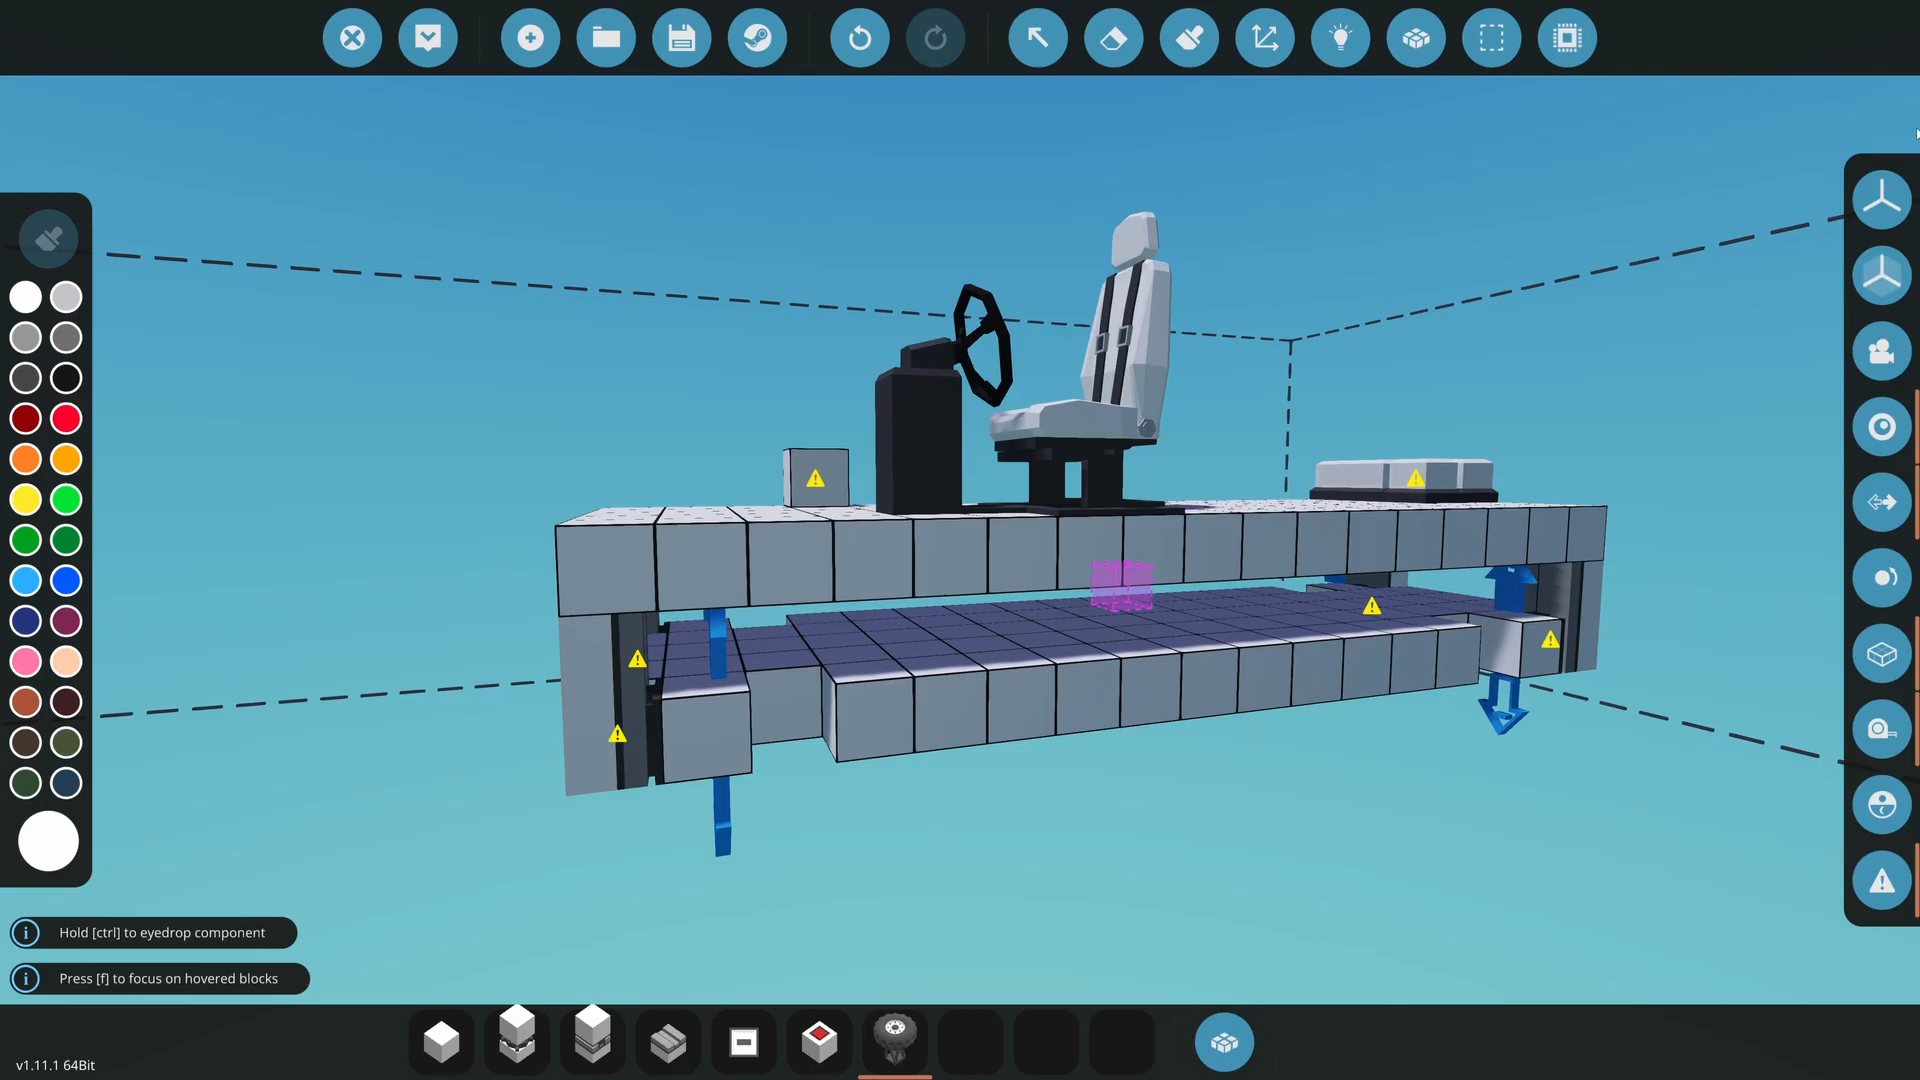 Hold [ctrl] to eyedrop component
Press [f] to focus on hovered blocks
v1.11.1 64Bit